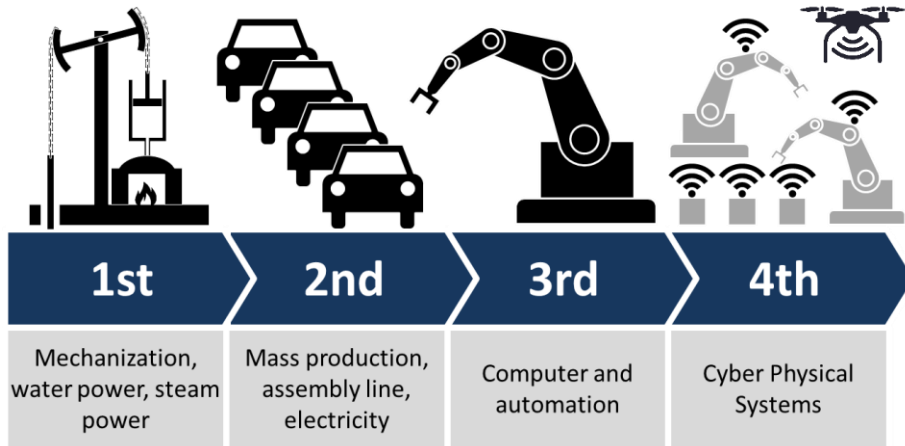 1st
2nd
3rd
4th
Mechanization,
water power, steam
power
Mass production,
assembly line,
electricity
Computer and
automation
Cyber Physical
Systems